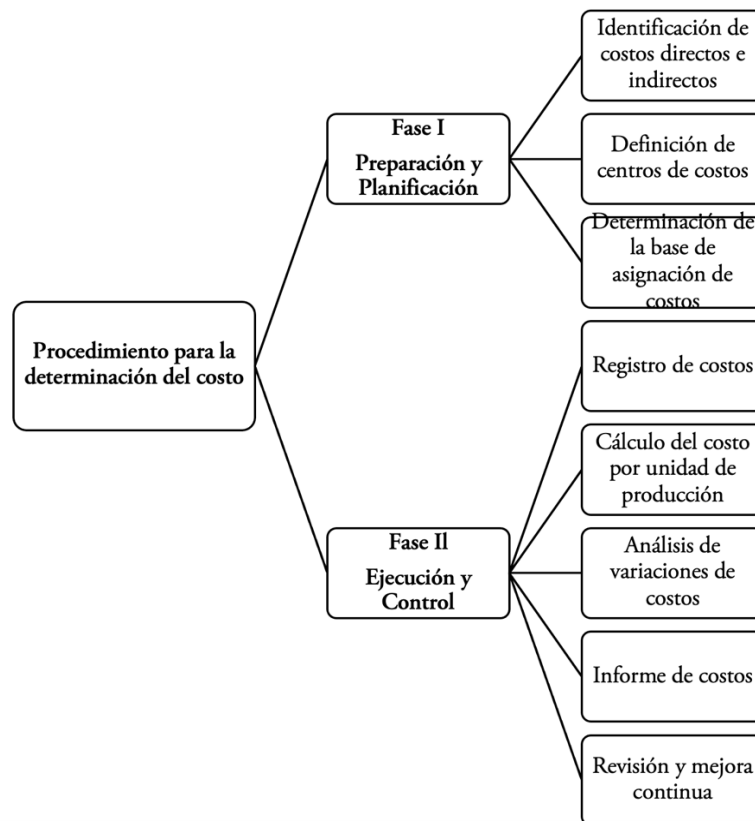 Procedimiento para la
determinación del costo
Fase I
Preparación y
Planificación
Identificación de
costos directos e
indirectos
Definición de
centros de costos
Determinación de
la base de
asignación de
costos
Fase Il
Ejecución y
Control
Registro de costos
Cálculo del costo
por unidad de
producción
Análisis de
variaciones de
costos
Informe de costos
Revisión y mejora
continua